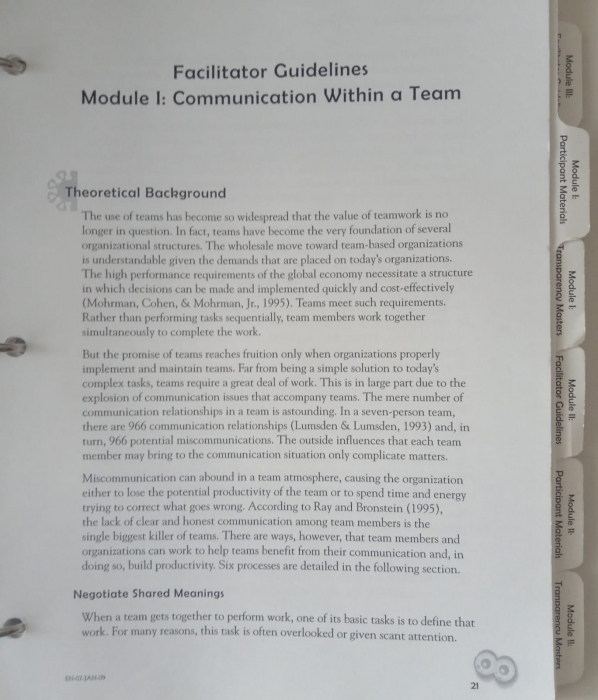 Facilitator Guidelines
Module I: Communication Within a Team
Theoretical Background
The use of teams has become so widespread that the value of teamwork is no
longer in question. In fact, teams have become the very foundation of several
organizational structures. The wholesale move toward team-based organizations
is understandable given the demands that are placed on today's organizations.
The high performance requirements of the global economy necessitate a structure
in which decisions can be made and implemented quickly and cost-effectively
(Mohrman, Cohen, & Mohrman, Jr., 1995). Teams meet such requirements.
Rather than performing tasks sequentially, team members work together
simultaneously to complete the work.
But the promise of teams reaches fruition only when organizations properly
implement and maintain teams. Far from being a simple solution to today's
complex tasks, teams require a great deal of work. This is in large part due to the
explosion of communication issues that accompany teams. The mere number of
communication relationships in a team is astounding. In a seven-person team,
there are 966 communication relationships (Lumsden & Lumsden, 1993) and, in
turn, 966 potential miscommunications. The outside influences that each team
member may bring to the communication situation only complicate matters.
Miscommunication can abound in a team atmosphere, causing the organization
either to lose the potential productivity of the team or to spend time and energy
trying to correct what goes wrong. According to Ray and Bronstein (1995),
the lack of clear and honest communication among team members is the
single biggest killer of teams. There are ways, however, that team members and
organizations can work to help teams benefit from their communication and, in
doing so, build productivity. Six processes are detailed in the following section.
Negotiate Shared Meanings
When a team gets together to perform work, one of its basic tasks is to define that
work. For many reasons, this task is often overlooked or given scant attention.
21
Module III:
Module I:
Participant Materials
Module I:
Transparency Masters
Module II:
Facilitator Guidelines
Module II:
Participant Materials
Module II:
Transparency Masters